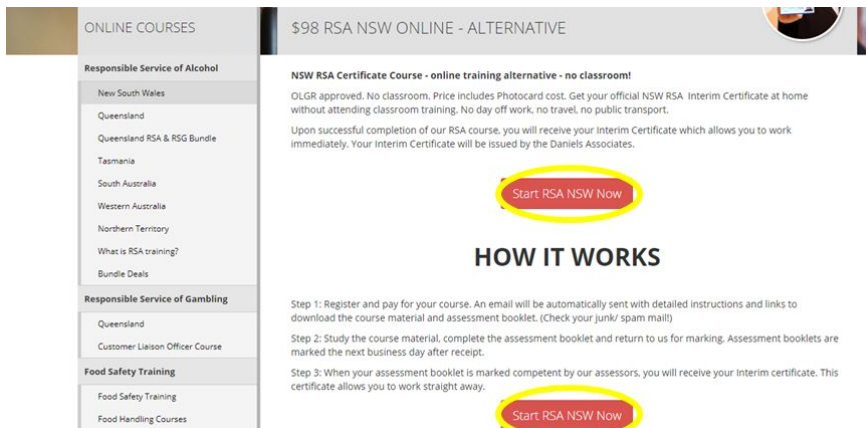 ONLINE COURSES
Responsible Service of Alcohol
New South Wales
Queensland
Queensland RSA & RSG Bundle
Tasmania
South Australia
Western Australia
Northern Territory
What is RSA training?
Bundle Deals
Responsible Service of Gambling
Queensland
Customer Liaison Officer Course
Food Safety Training
Food Safety Training
Food Handling Courses
$98 RSA NSW ONLINE - ALTERNATIVE
NSW RSA Certificate Course - online training alternative - no classroom!
OLGR approved. No classroom. Price includes Photocard cost. Get your official NSW RSA Interim Certificate at home
without attending classroom training. No day off work, no travel, no public transport.
Upon successful completion of our RSA course, you will receive your Interim Certificate which allows you to work
immediately. Your Interim Certificate will be issued by the Daniels Associates.
Start RSA NSW Now
HOW IT WORKS
Step 1: Register and pay for your course. An email will be automatically sent with detailed instructions and links to
download the course material and assessment booklet. (Check your junk/ spam mail!)
Step 2: Study the course material, complete the assessment booklet and return to us for marking. Assessment booklets are
marked the next business day after receipt.
Step 3: When your assessment booklet is marked competent by our assessors, you will receive your Interim certificate. This
certificate allows you to work straight away.
Start RSA NSW Now